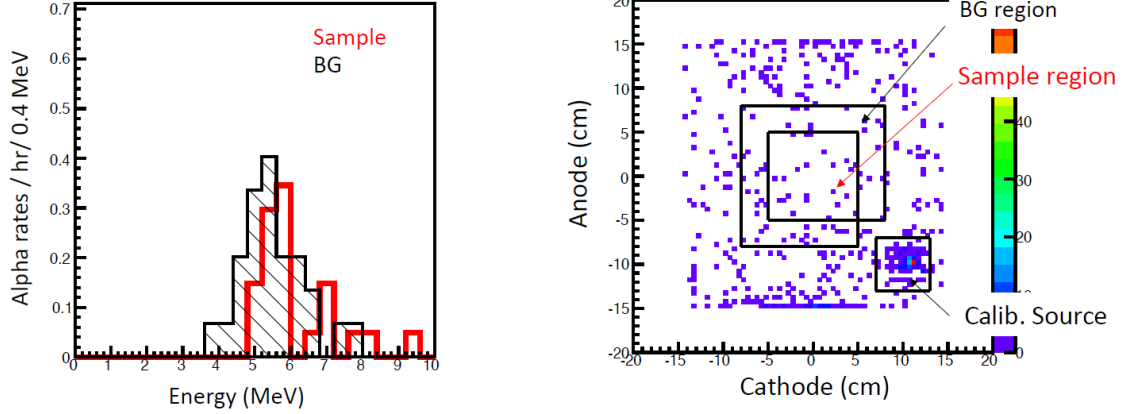 0.7
Sample
BG
0.6
0.5
0.4
0.3
0.2
0.1
0
0 1 2 3 4 5 6 7 8 9 10
Alpha rates / hr/ 0.4 MeV
Energy (MeV)
20
BG region
15
Sample region
10
40
5
0
30
-5
20
-10
10
Calib. Source
-15
0
-20
-20 -15 -10 -5 0 5 10 15 20
Anode (cm)
Cathode (cm)